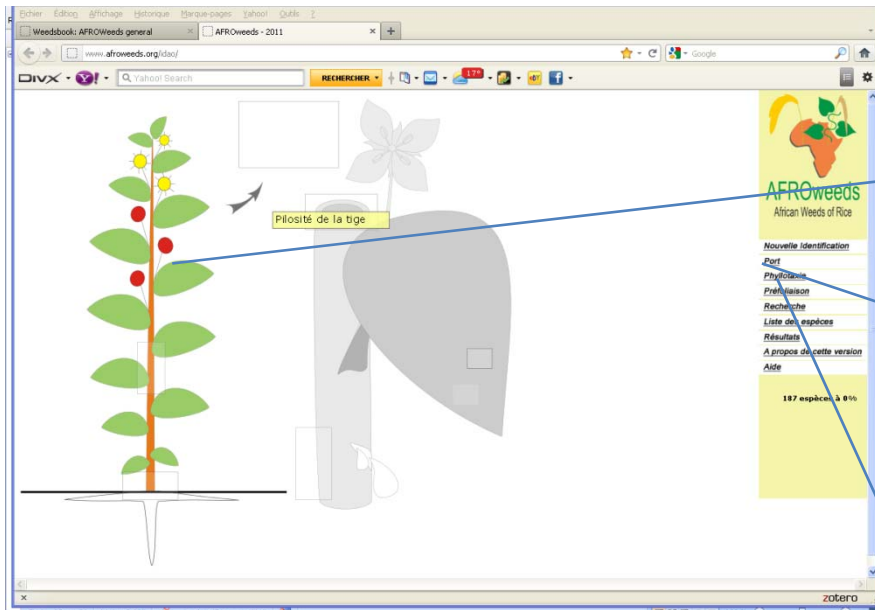 Fichier Édition Affichage Historique Marque-pages Yahoo! Outils ?
Weedsbook: AFROWeeds general × AFROweeds - 2011 × +
www.afroweeds.org/idao/
Google
DIVX Y! Yahoo! Search RECHERCHER 17° ebY f
AFROweeds
African Weeds of Rice
Pilosité de la tige
Nouvelle Identification
Port
Phyllotaxie
Préfoliaison
Recherche
Liste des espèces
Résultats
A propos de cette version
Aide
187 espèces à 0%
× zotero